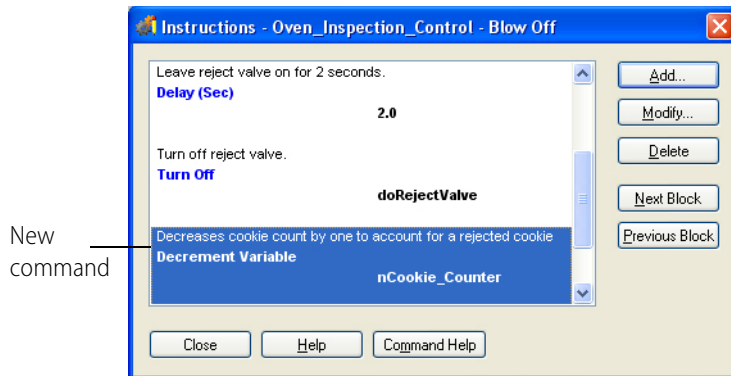 Instructions - Oven_Inspection_Control - Blow Off
Leave reject valve on for 2 seconds.
Delay (Sec)
2.0
Turn off reject valve.
Turn Off
doRejectValve
Decreases cookie count by one to account for a rejected cookie
Decrement Variable
nCookie_Counter
Add...
Modify...
Delete
Next Block
Previous Block
New
command
Close
Help
Command Help